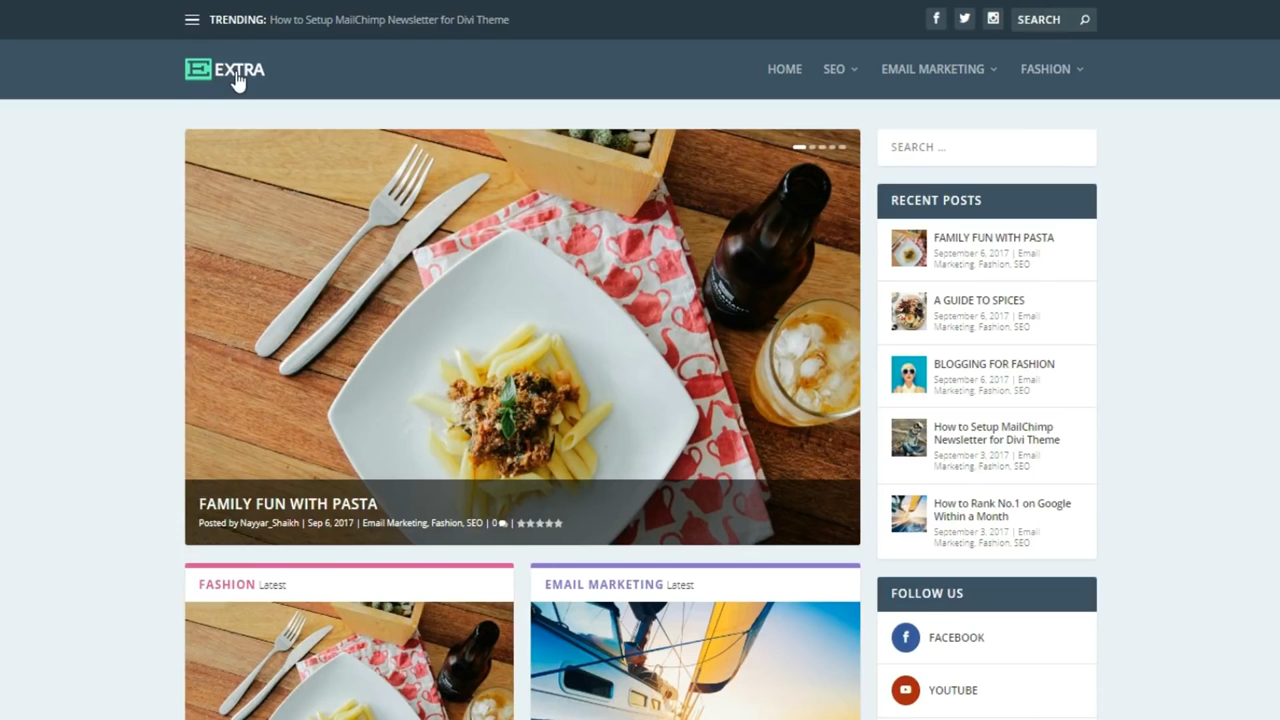 TRENDING: How to Setup MailChimp Newsletter for Divi Theme
SEARCH
EXTRA
HOME SEO EMAIL MARKETING FASHION
SEARCH ...
RECENT POSTS
FAMILY FUN WITH PASTA
September 6, 2017 | Email
Marketing, Fashion, SEO
A GUIDE TO SPICES
September 6, 2017 | Email
Marketing, Fashion, SEO
BLOGGING FOR FASHION
September 6, 2017 | Email
Marketing, Fashion, SEO
How to Setup MailChimp
Newsletter for Divi Theme
September 3, 2017 | Email
Marketing, Fashion, SEO
How to Rank No.1 on Google
Within a Month
September 3, 2017 | Email
Marketing, Fashion, SEO
FAMILY FUN WITH PASTA
Posted by Nayyar_Shaikh | Sep 6, 2017 | Email Marketing, Fashion, SEO | 0 |
FASHION Latest
EMAIL MARKETING Latest
FOLLOW US
FACEBOOK
YOUTUBE